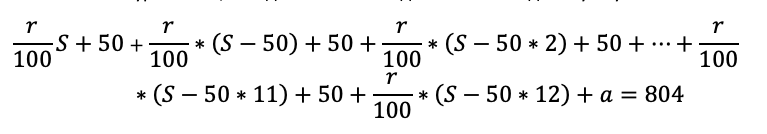 r/100 S + 50 + r/100 * (S − 50) + 50 + r/100 * (S − 50 * 2) + 50 + ⋯ + r/100
* (S − 50 * 11) + 50 + r/100 * (S − 50 * 12) + a = 804